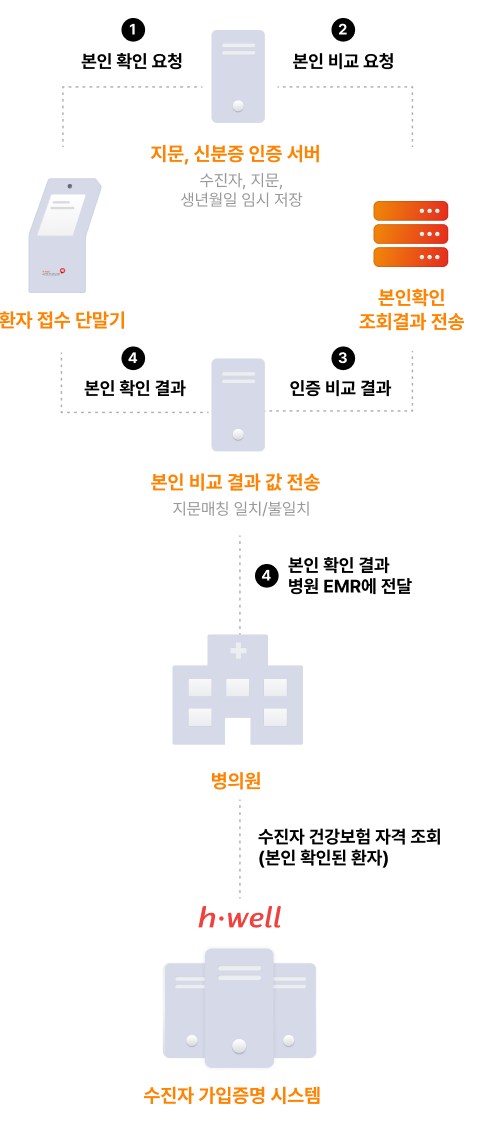 1
본인 확인 요청
2
본인 비교 요청
지문, 신분증 인증 서버
수진자, 지문,
생년월일 임시 저장
환자 접수 단말기
본인확인
조회결과 전송
4
본인 확인 결과
3
인증 비교 결과
본인 비교 결과 값 전송
지문매칭 일치/불일치
4
본인 확인 결과
병원 EMR에 전달
병의원
수진자 건강보험 자격 조회
(본인 확인된 환자)
h·well
수진자 가입증명 시스템